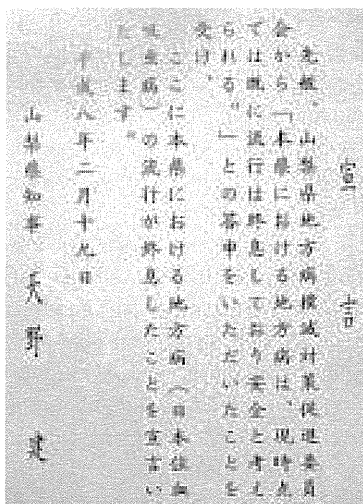 宣言
先般、山梨県地方病撲滅対策促進委員
会から「本県における地方病は、現時点
では既に流行は終息しており安全と考え
られる。」との答申をいただいたことを
受け、
ここに本県における地方病(日本住血
吸虫病)の流行が終息したことを宣言い
たします。
平成八年二月十九日
山梨県知事 天野 建